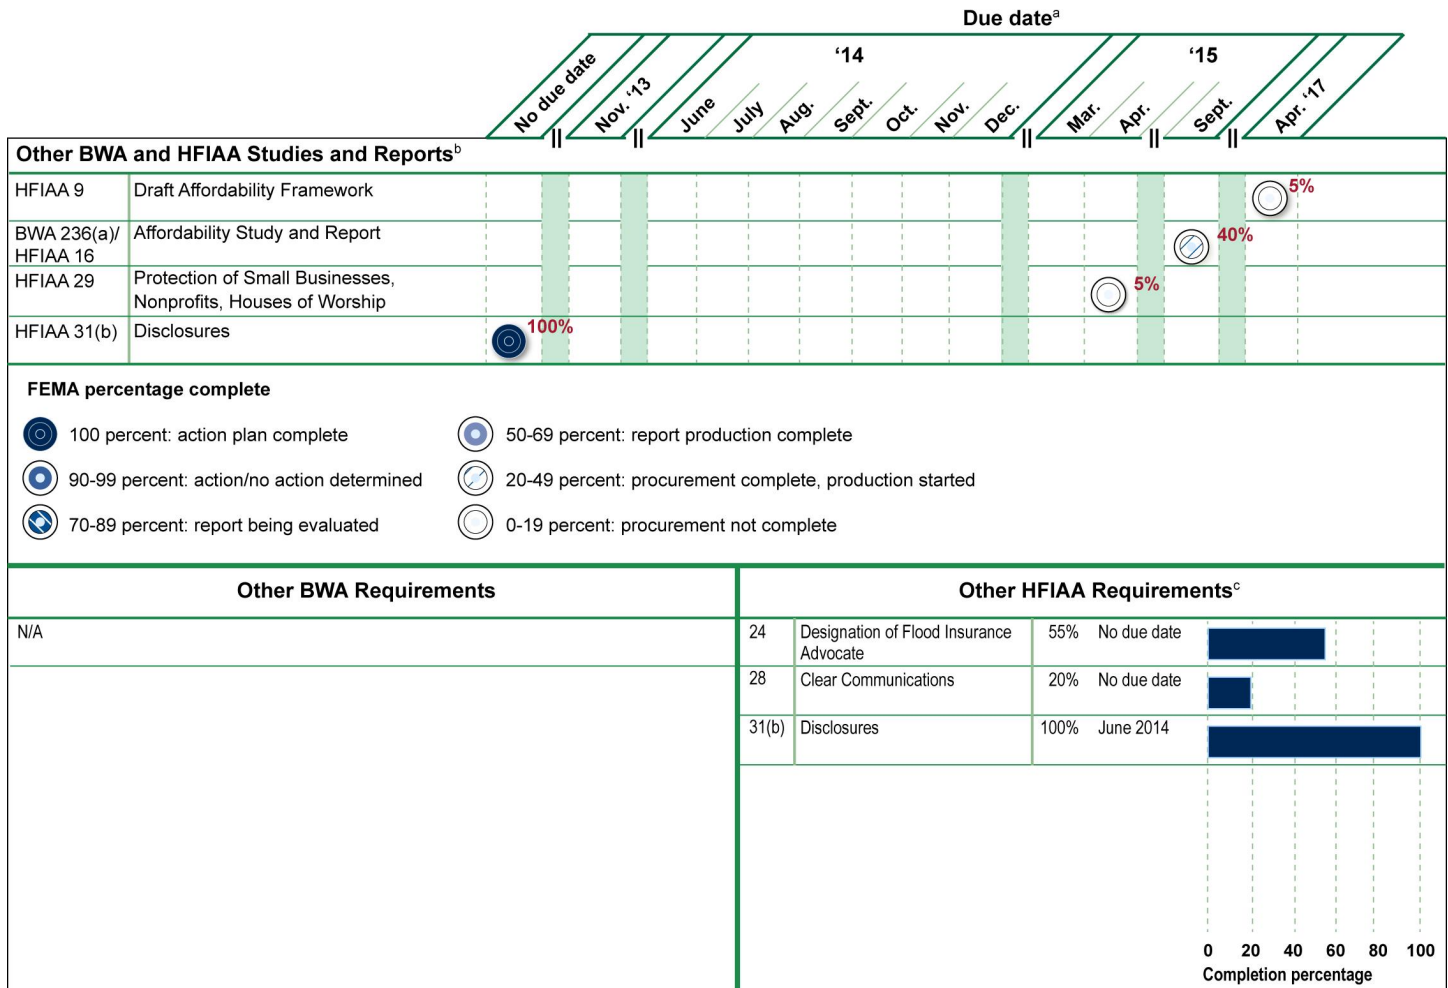 Due dateᵃ
No due date
Nov. ‘13
‘14
June
July
Aug.
Sept.
Oct.
Nov.
Dec.
‘15
Mar.
Apr.
Sept.
Apr. ‘17
Other BWA and HFIAA Studies and Reportsᵇ
HFIAA 9 Draft Affordability Framework 5%
BWA 236(a)/ Affordability Study and Report 40%
HFIAA 16
HFIAA 29 Protection of Small Businesses, 5%
Nonprofits, Houses of Worship
HFIAA 31(b) Disclosures 100%
FEMA percentage complete
100 percent: action plan complete
90-99 percent: action/no action determined
70-89 percent: report being evaluated
50-69 percent: report production complete
20-49 percent: procurement complete, production started
0-19 percent: procurement not complete
Other BWA Requirements
N/A
Other HFIAA Requirementsᶜ
24 Designation of Flood Insurance 55% No due date
Advocate
28 Clear Communications 20% No due date
31(b) Disclosures 100% June 2014
0 20 40 60 80 100
Completion percentage